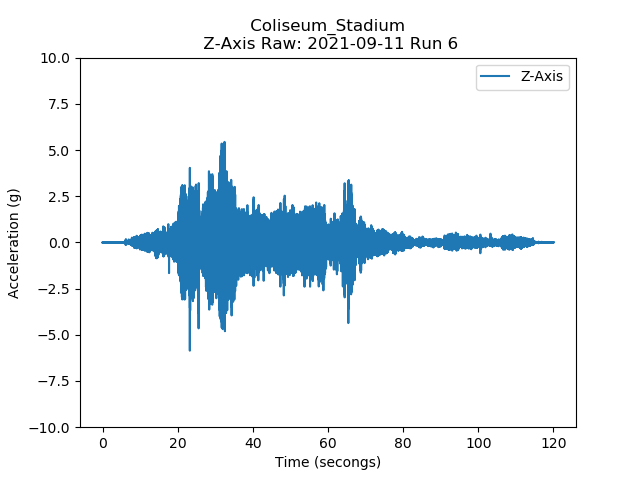 Coliseum_Stadium
Z-Axis Raw: 2021-09-11 Run 6
Z-Axis
10.0
7.5
5.0
2.5
0.0
−2.5
−5.0
−7.5
−10.0
Acceleration (g)
0 20 40 60 80 100 120
Time (seconds)